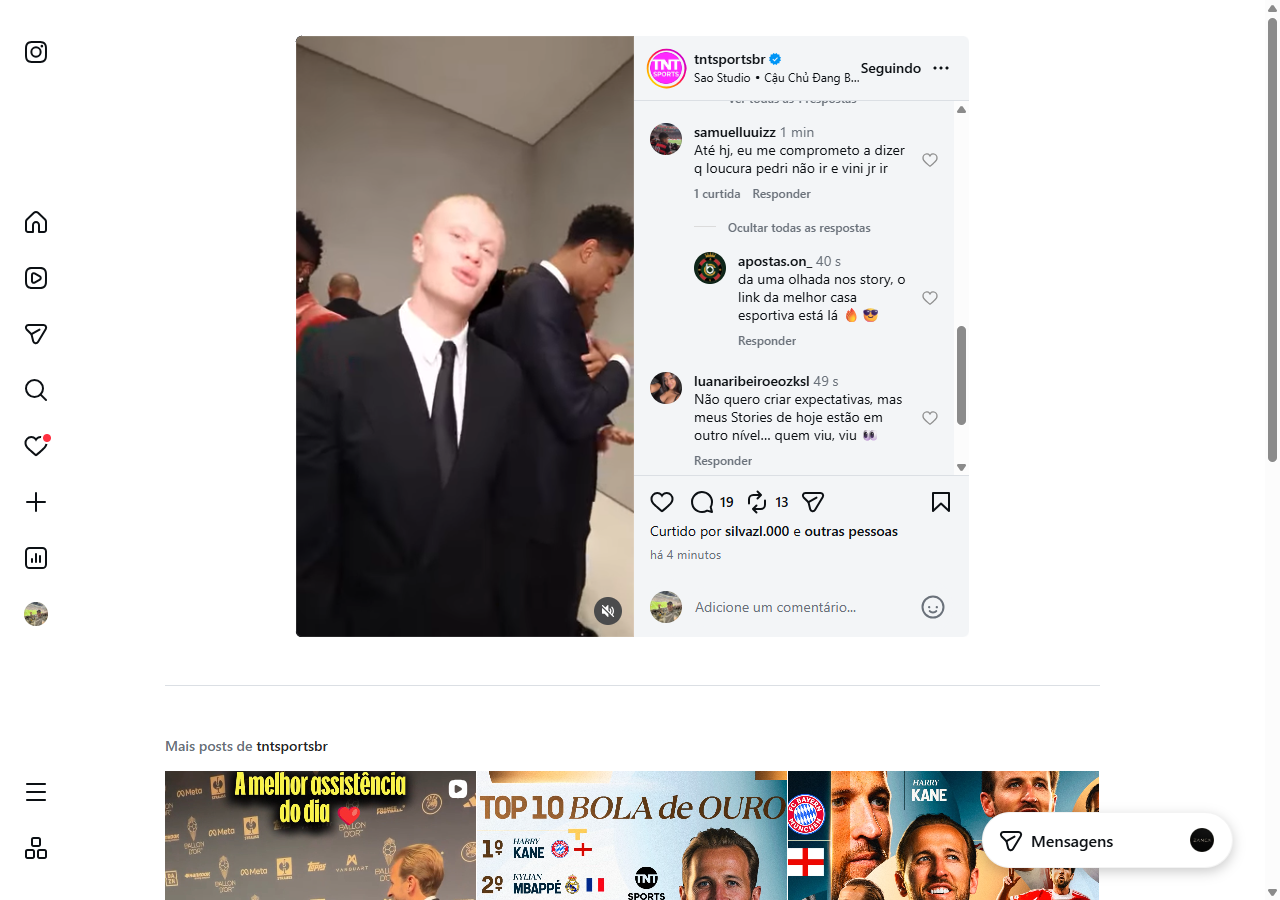 tntsportsbr
Sao Studio • Cậu Chủ Đang B...
Seguindo
samuelluuizz 1 min
Até hj, eu me comprometo a dizer
q loucura pedri não ir e vini jr ir
1 curtida Responder
Ocultar todas as respostas
apostas.on_ 40 s
da uma olhada nos story, o
link da melhor casa
esportiva está lá 🔥 😎
Responder
luanaribeiroeozksl 49 s
Não quero criar expectativas, mas
meus Stories de hoje estão em
outro nível... quem viu, viu 👀
Responder
19
13
Curtido por silvazl.000 e outras pessoas
há 4 minutos
Adicione um comentário...
Mais posts de tntsportsbr
A melhor assistência
do dia ❤️
TOP 10 BOLA de OURO
1º HARRY KANE
2º KYLIAN MBAPPÉ
TNT
SPORTS
HARRY
KANE
Mensagens